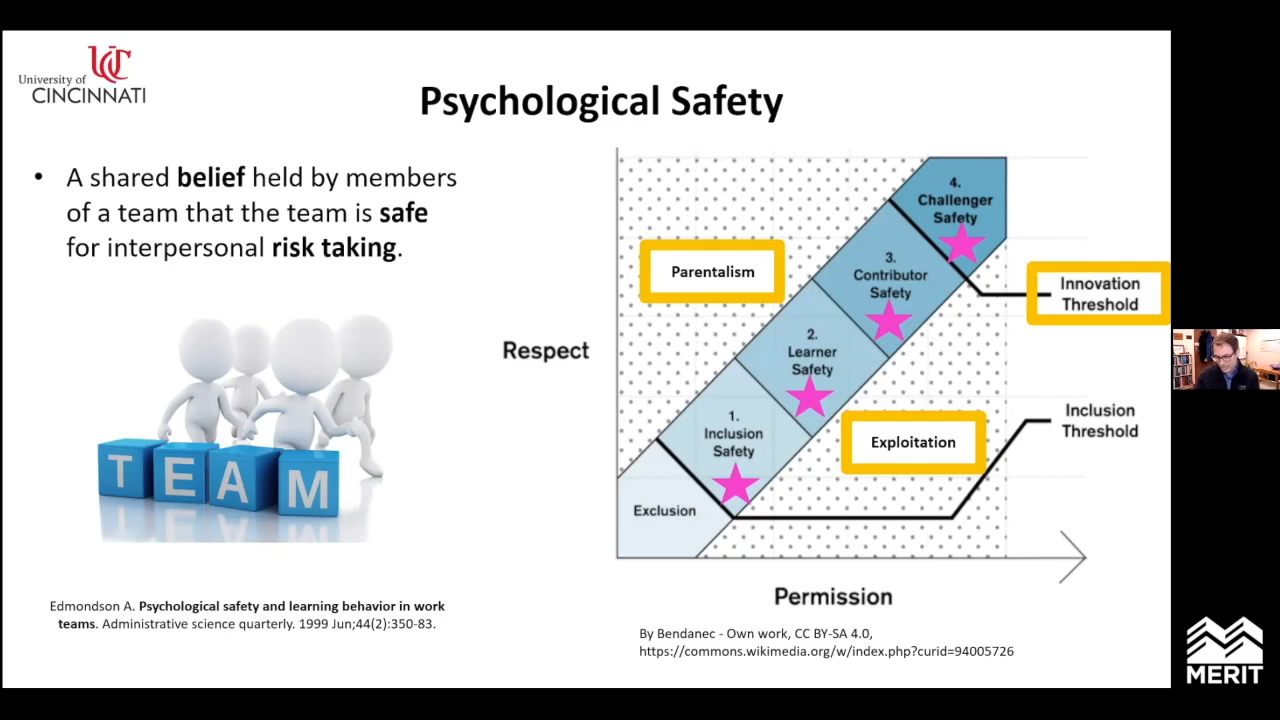 University of
CINCINNATI
Psychological Safety
• A shared belief held by members
of a team that the team is safe
for interpersonal risk taking.
TEAM
Edmondson A. Psychological safety and learning behavior in work
teams. Administrative science quarterly. 1999 Jun;44(2):350-83.
Respect
Parentalism
4.
Challenger
Safety
3.
Contributor
Safety
Innovation
Threshold
2.
Learner
Safety
1.
Inclusion
Safety
Inclusion
Threshold
Exploitation
Exclusion
Permission
By Bendanec - Own work, CC BY-SA 4.0,
https://commons.wikimedia.org/w/index.php?curid=94005726
MERIT